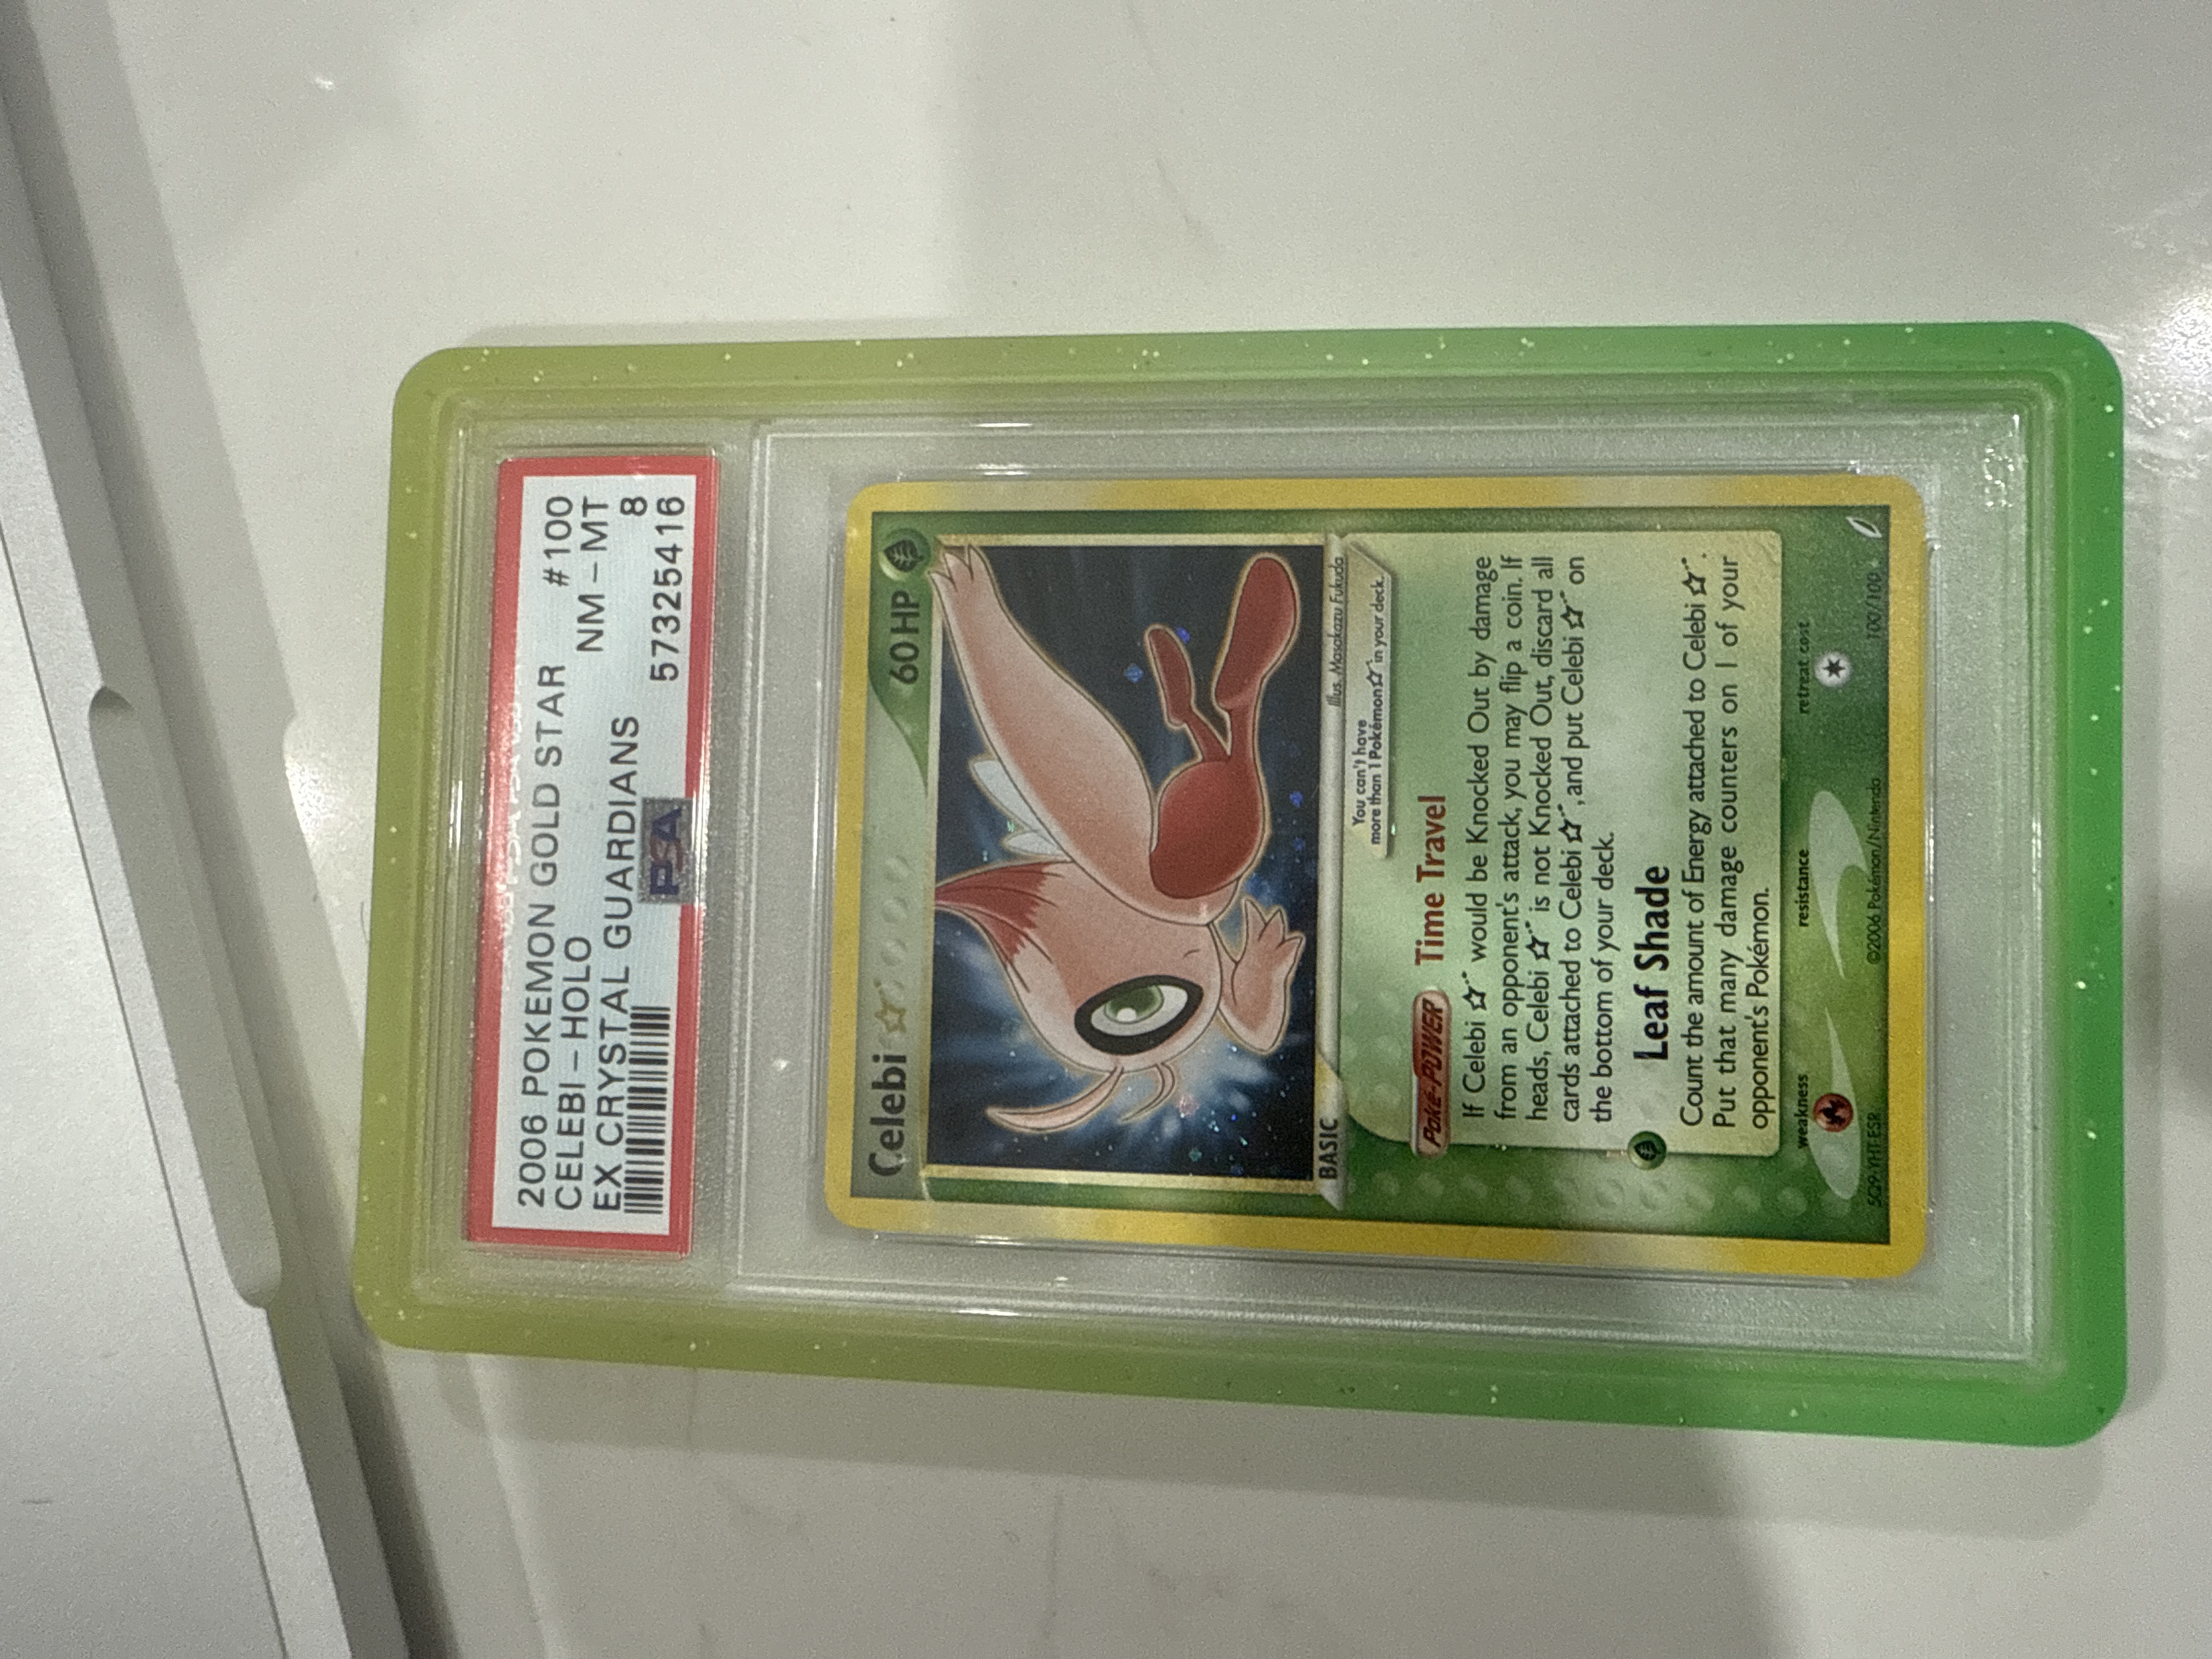 2006 POKEMON GOLD STAR #100
CELEBI-HOLO NM-MT
EX CRYSTAL GUARDIANS 8
PSA 57325416
Celebi ☆ 60 HP
BASIC
Illus. Masakazu Fukuda
You can't have
more than 1 Pokémon ☆ in your deck.
Poké-POWER Time Travel
If Celebi ☆ would be Knocked Out by damage
from an opponent's attack, you may flip a coin. If
heads, Celebi ☆ is not Knocked Out, discard all
cards attached to Celebi ☆, and put Celebi ☆ on
the bottom of your deck.
Leaf Shade
Count the amount of Energy attached to Celebi ☆.
Put that many damage counters on 1 of your
opponent's Pokémon.
weakness resistance retreat cost
©2006 Pokémon/Nintendo 100/100